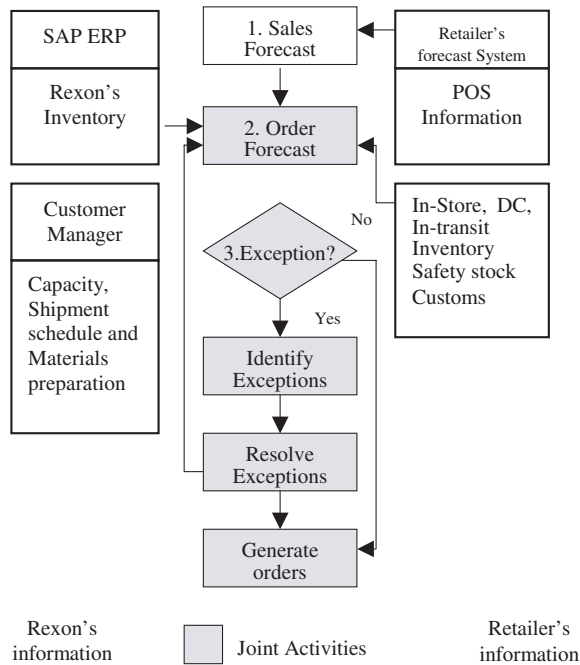 SAP ERP
Rexon's
Inventory
1. Sales
Forecast
Retailer's
forecast System
POS
Information
2. Order
Forecast
Customer
Manager
Capacity,
Shipment
schedule and
Materials
preparation
In-Store, DC,
In-transit
Inventory
Safety stock
Customs
3.Exception?
No
Yes
Identify
Exceptions
Resolve
Exceptions
Generate
orders
Rexon's
information
Joint Activities
Retailer's
information